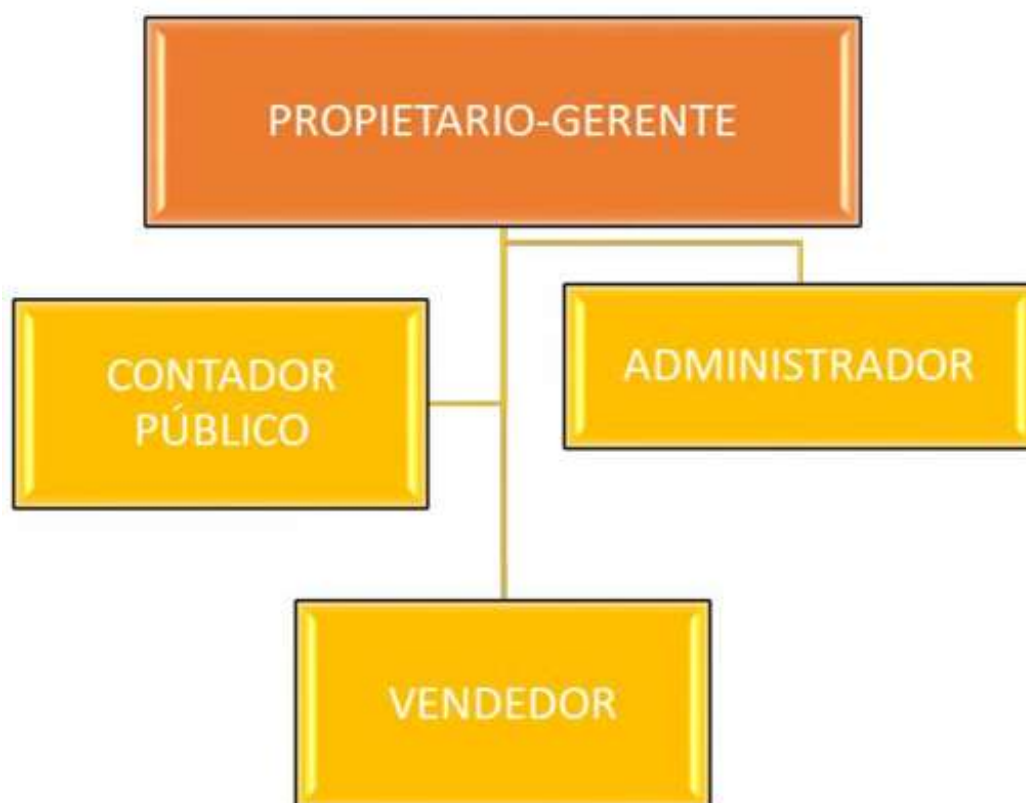 PROPIETARIO-GERENTE
CONTADOR
PÚBLICO
ADMINISTRADOR
VENDEDOR